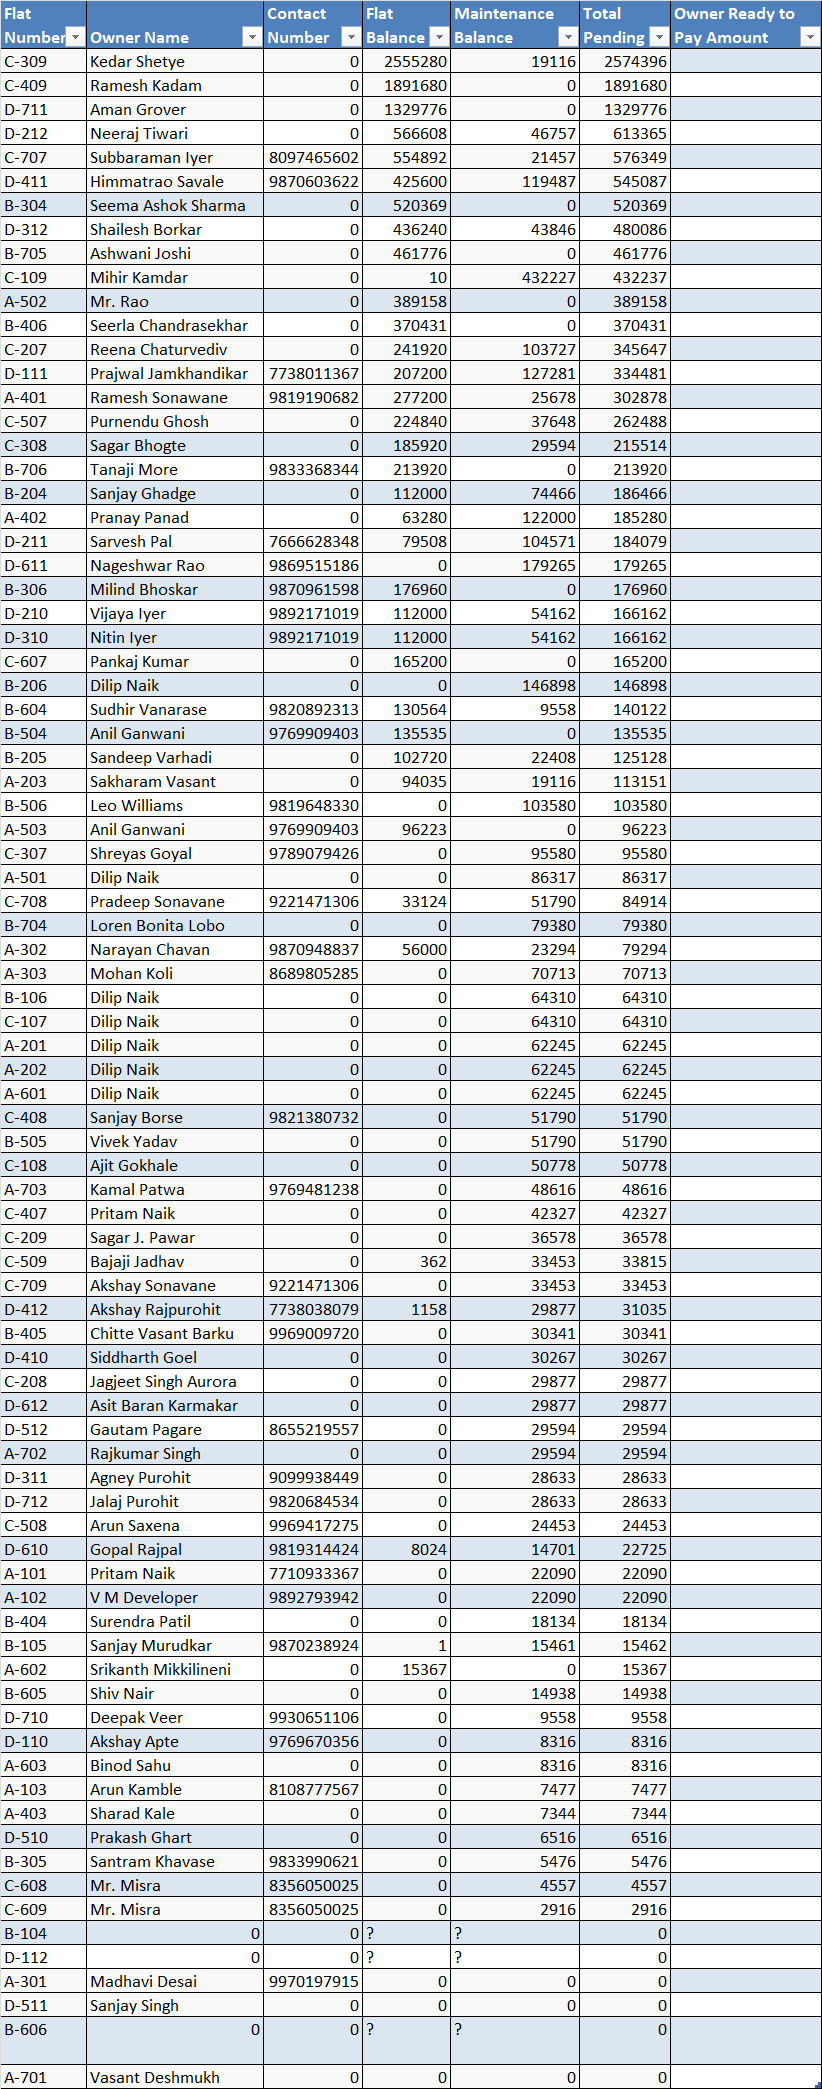 Flat Number Owner Name Contact Number Flat Balance Maintenance Balance Total Pending Owner Ready to Pay Amount
C-309 Kedar Shetye 0 2555280 19116 2574396
C-409 Ramesh Kadam 0 1891680 0 1891680
D-711 Aman Grover 0 1329776 0 1329776
D-212 Neeraj Tiwari 0 566608 46757 613365
C-707 Subbaraman Iyer 8097465602 554892 21457 576349
D-411 Himmatrao Savale 9870603622 425600 119487 545087
B-304 Seema Ashok Sharma 0 520369 0 520369
D-312 Shailesh Borkar 0 436240 43846 480086
B-705 Ashwani Joshi 0 461776 0 461776
C-109 Mihir Kamdar 0 10 432227 432237
A-502 Mr. Rao 0 389158 0 389158
B-406 Seerla Chandrasekhar 0 370431 0 370431
C-207 Reena Chaturvediv 0 241920 103727 345647
D-111 Prajwal Jamkhandikar 7738011367 207200 127281 334481
A-401 Ramesh Sonawane 9819190682 277200 25678 302878
C-507 Purnendu Ghosh 0 224840 37648 262488
C-308 Sagar Bhogte 0 185920 29594 215514
B-706 Tanaji More 9833368344 213920 0 213920
B-204 Sanjay Ghadge 0 112000 74466 186466
A-402 Pranay Panad 0 63280 122000 185280
D-211 Sarvesh Pal 7666628348 79508 104571 184079
D-611 Nageshwar Rao 9869515186 0 179265 179265
B-306 Milind Bhoskar 9870961598 176960 0 176960
D-210 Vijaya Iyer 9892171019 112000 54162 166162
D-310 Nitin Iyer 9892171019 112000 54162 166162
C-607 Pankaj Kumar 0 165200 0 165200
B-206 Dilip Naik 0 0 146898 146898
B-604 Sudhir Vanarase 9820892313 130564 9558 140122
B-504 Anil Ganwani 9769909403 135535 0 135535
B-205 Sandeep Varhadi 0 102720 22408 125128
A-203 Sakharam Vasant 0 94035 19116 113151
B-506 Leo Williams 9819648330 0 103580 103580
A-503 Anil Ganwani 9769909403 96223 0 96223
C-307 Shreyas Goyal 9789079426 0 95580 95580
A-501 Dilip Naik 0 0 86317 86317
C-708 Pradeep Sonavane 9221471306 33124 51790 84914
B-704 Loren Bonita Lobo 0 0 79380 79380
A-302 Narayan Chavan 9870948837 56000 23294 79294
A-303 Mohan Koli 8689805285 0 70713 70713
B-106 Dilip Naik 0 0 64310 64310
C-107 Dilip Naik 0 0 64310 64310
A-201 Dilip Naik 0 0 62245 62245
A-202 Dilip Naik 0 0 62245 62245
A-601 Dilip Naik 0 0 62245 62245
C-408 Sanjay Borse 9821380732 0 51790 51790
B-505 Vivek Yadav 0 0 51790 51790
C-108 Ajit Gokhale 0 0 50778 50778
A-703 Kamal Patwa 9769481238 0 48616 48616
C-407 Pritam Naik 0 0 42327 42327
C-209 Sagar J. Pawar 0 0 36578 36578
C-509 Bajaji Jadhav 0 362 33453 33815
C-709 Akshay Sonavane 9221471306 0 33453 33453
D-412 Akshay Rajpurohit 7738038079 1158 29877 31035
B-405 Chitte Vasant Barku 9969009720 0 30341 30341
D-410 Siddharth Goel 0 0 30267 30267
C-208 Jagjeet Singh Aurora 0 0 29877 29877
D-612 Asit Baran Karmakar 0 0 29877 29877
D-512 Gautam Pagare 8655219557 0 29594 29594
A-702 Rajkumar Singh 0 0 29594 29594
D-311 Agney Purohit 9099938449 0 28633 28633
D-712 Jalaj Purohit 9820684534 0 28633 28633
C-508 Arun Saxena 9969417275 0 24453 24453
D-610 Gopal Rajpal 9819314424 8024 14701 22725
A-101 Pritam Naik 7710933367 0 22090 22090
A-102 V M Developer 9892793942 0 22090 22090
B-404 Surendra Patil 0 0 18134 18134
B-105 Sanjay Murudkar 9870238924 1 15461 15462
A-602 Srikanth Mikkilineni 0 15367 0 15367
B-605 Shiv Nair 0 0 14938 14938
D-710 Deepak Veer 9930651106 0 9558 9558
D-110 Akshay Apte 9769670356 0 8316 8316
A-603 Binod Sahu 0 0 8316 8316
A-103 Arun Kamble 8108777567 0 7477 7477
A-403 Sharad Kale 0 0 7344 7344
D-510 Prakash Ghart 0 0 6516 6516
B-305 Santram Khavase 9833990621 0 5476 5476
C-608 Mr. Misra 8356050025 0 4557 4557
C-609 Mr. Misra 8356050025 0 2916 2916
B-104 0 0 ? ? 0
D-112 0 0 ? ? 0
A-301 Madhavi Desai 9970197915 0 0 0
D-511 Sanjay Singh 0 0 0 0
B-606 0 0 ? ? 0
A-701 Vasant Deshmukh 0 0 0 0